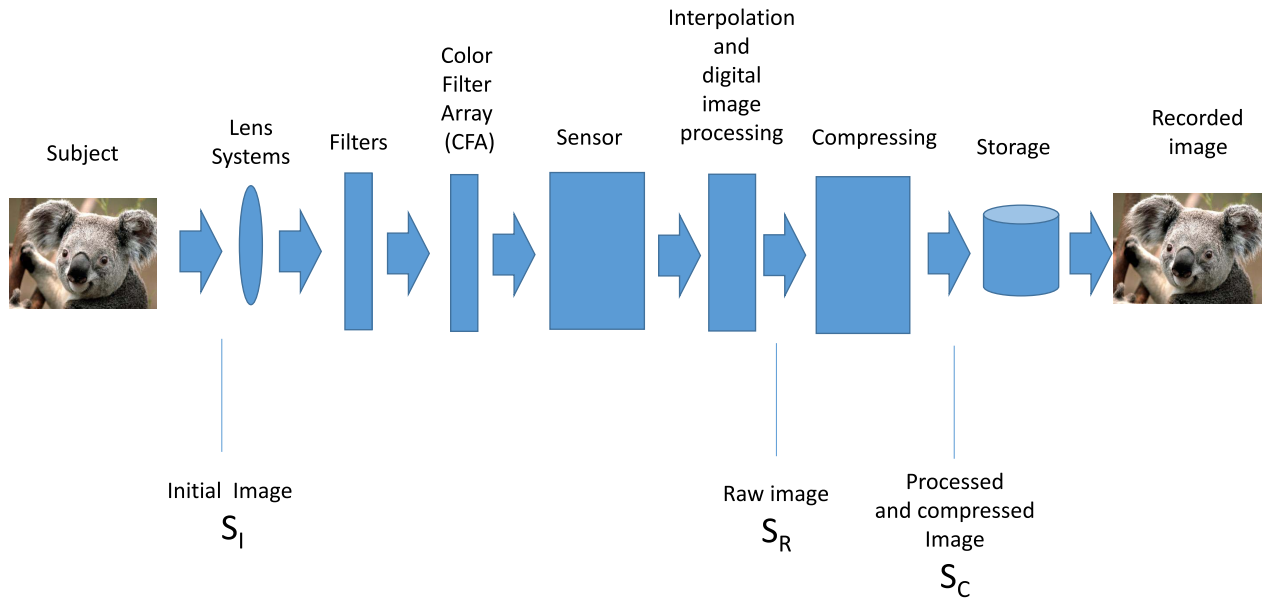 Subject
Lens
Systems
Filters
Color
Filter
Array
(CFA)
Sensor
Interpolation
and
digital
image
processing
Compressing
Storage
Recorded
image
Initial Image
S_I
Raw image
S_R
Processed
and compressed
Image
S_C